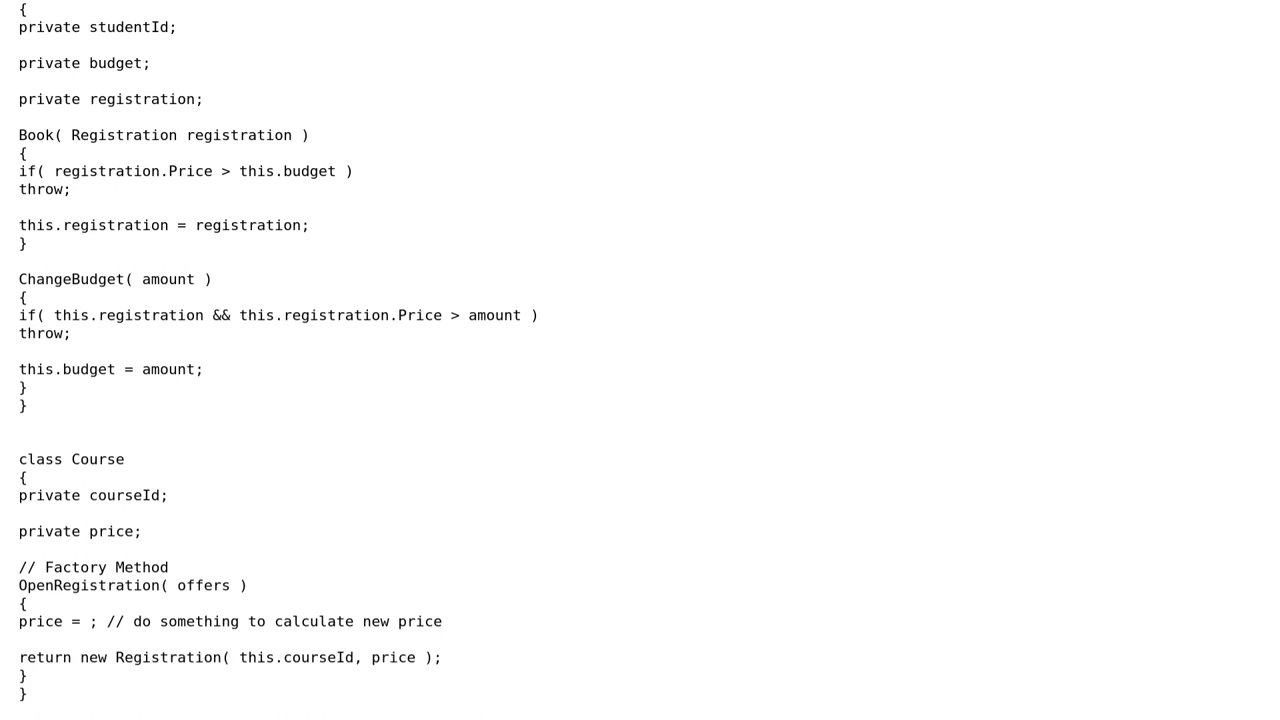 {
private studentId;
private budget;
private registration;
Book( Registration registration )
{
if( registration.Price > this.budget )
throw;
this.registration = registration;
}
ChangeBudget( amount )
{
if( this.registration && this.registration.Price > amount )
throw;
this.budget = amount;
}
}
class Course
{
private courseId;
private price;
// Factory Method
OpenRegistration( offers )
{
price = ; // do something to calculate new price
return new Registration( this.courseId, price );
}
}